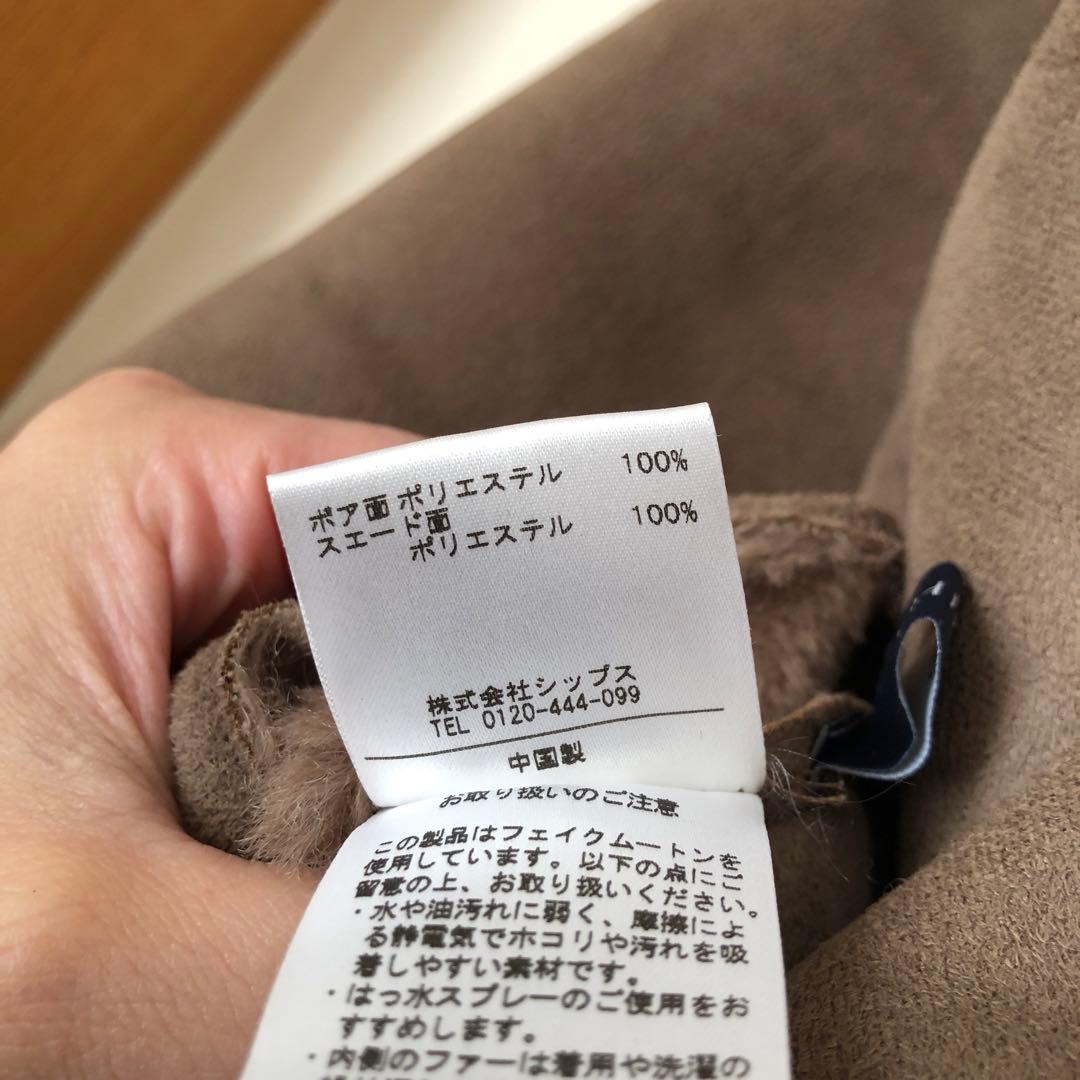 ボア面 ポリエステル 100%
スエード面
ポリエステル 100%
株式会社シップス
TEL 0120-444-099
中国製
お取り扱いのご注意
この製品はフェイクムートンを
使用しています。以下の点にご
留意の上、お取り扱いください。
・水や油汚れに弱く、摩擦によ
る静電気でホコリや汚れを吸
着しやすい素材です。
・はっ水スプレーのご使用をお
すすめします。
・内側のファーは着用や洗濯の